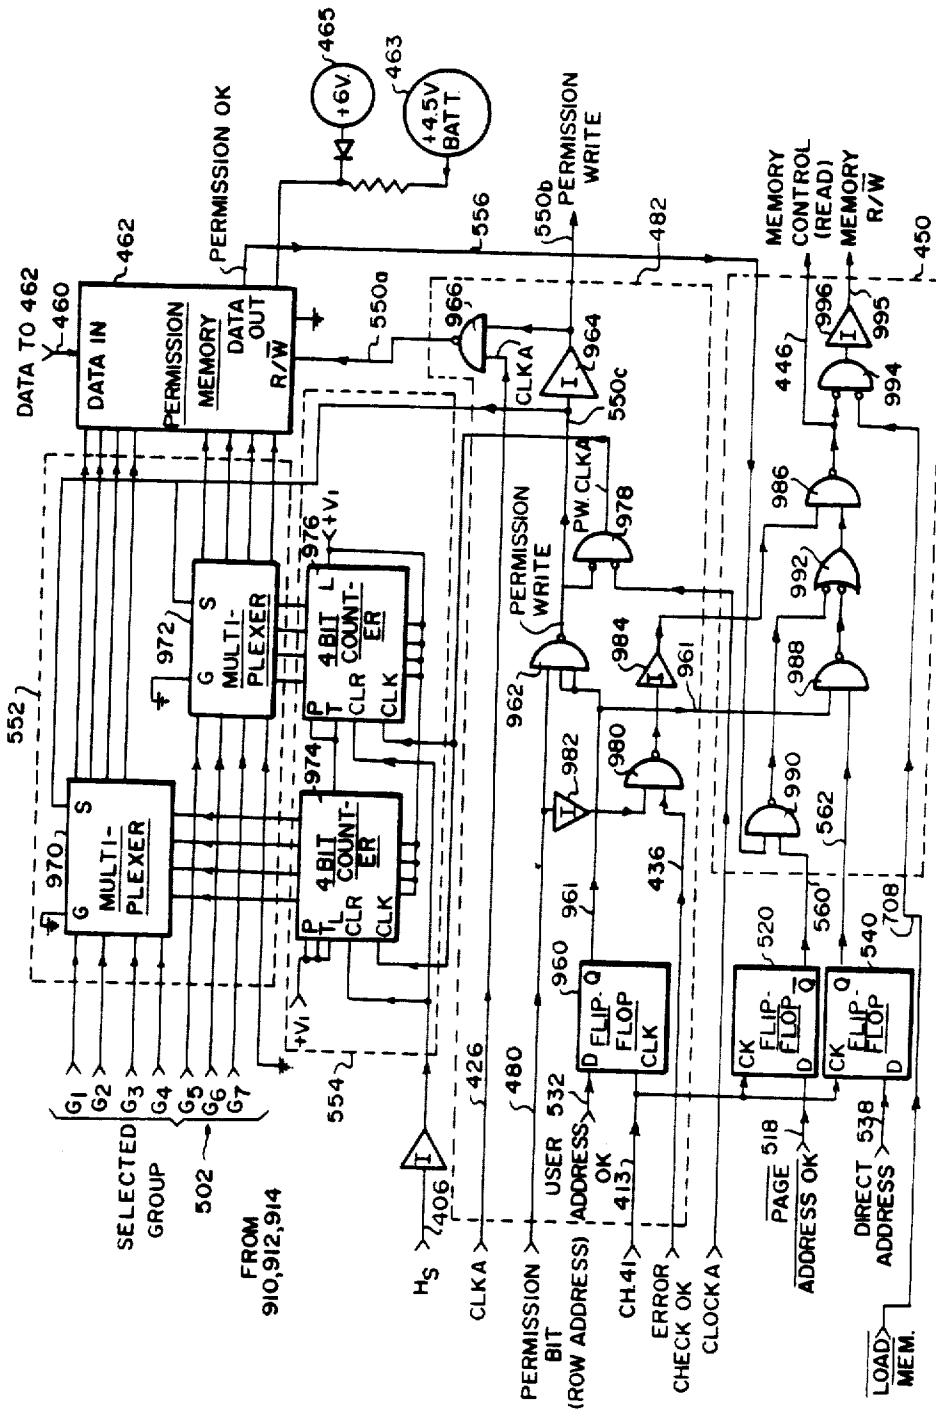 DATA TO 462
460
462
DATA IN
PERMISSION
MEMORY
DATA
OUT
R/W̅
PERMISSION OK
+6V.
465
+4.5V
BATT.
463
552
970
G
S
MULTI-
PLEXER
972
G
S
MULTI-
PLEXER
G1
G2
G3
G4
G5
G6
G7
SELECTED
GROUP
502
FROM
910,912,914
554
+V1
974
P
T
L
4 BIT
COUNT-
ER
CLR
CLK
976
+V1
P
T
L
4 BIT
COUNT-
ER
CLR
CLK
550a
556
966
CLKA
550b
PERMISSION
WRITE
482
I
964
550c
PERMISSION
WRITE
962
PW. CLKA
978
HS
406
I
CLKA
426
PERMISSION
BIT
(ROW ADDRESS)
480
USER
ADDRESS
OK
532
413
CH.41
ERROR
CHECK OK
436
CLOCK A
960
D
FLIP-
FLOP
Q
CLK
961
I
982
980
I
984
961
MEMORY
CONTROL
(READ)
MEMORY
R/W̅
446
450
986
992
988
990
994
I
996
995
562
560
PAGE
ADDRESS OK
518
520
CK
FLIP-
FLOP
D
Q̅
DIRECT
ADDRESS
538
540
CK
FLIP-
FLOP
D
Q
LOAD
MEM.
708